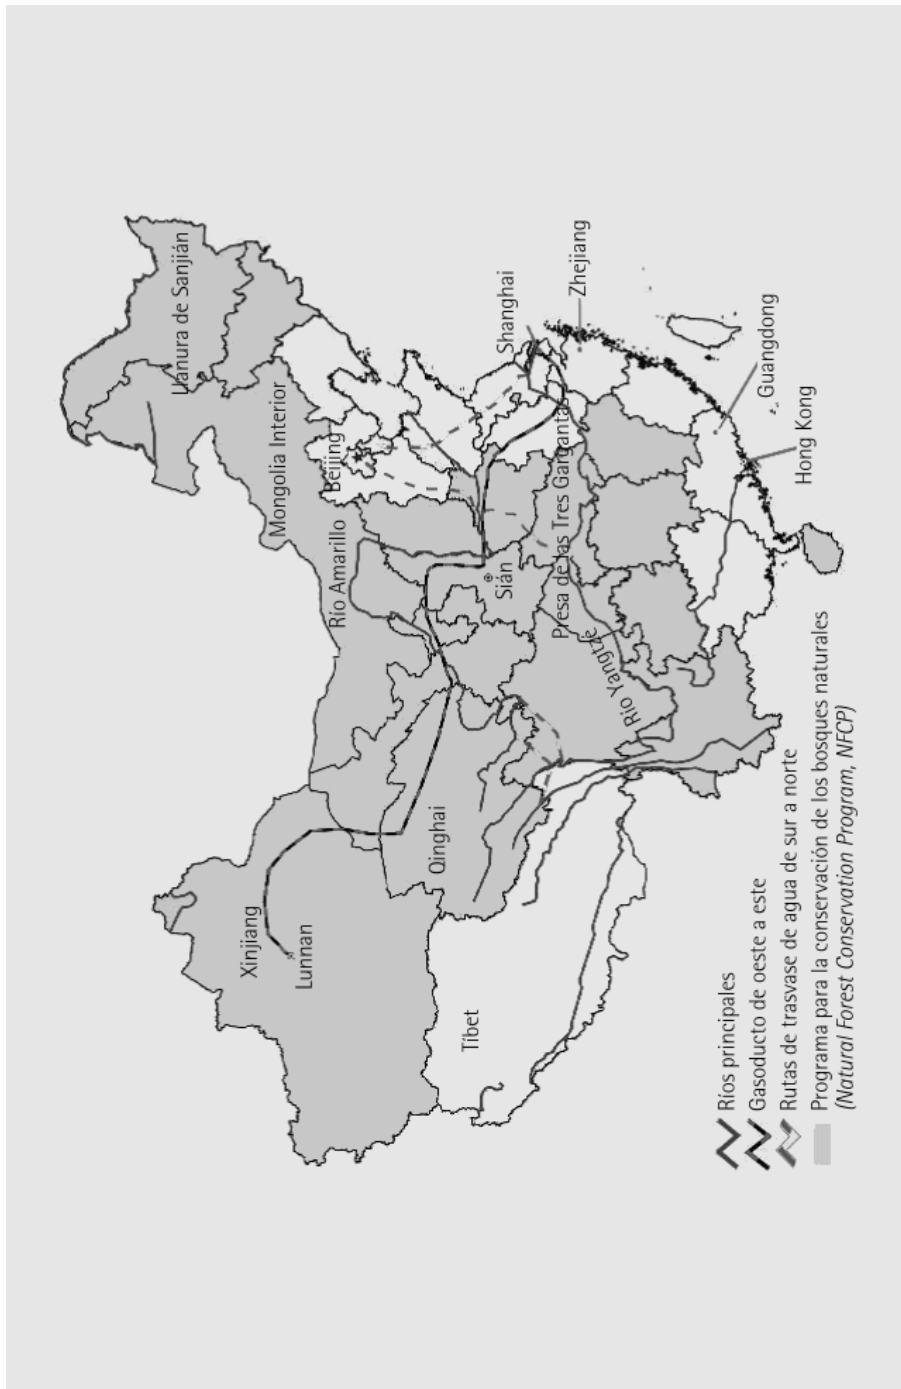 Llanura de Sanjián
Mongolia Interior
Beijing
Río Amarillo
Xinjiang
Lunnan
Qinghai
Tíbet
Sián
Río Yangtzé
Presa de las Tres Gargantas
Shanghai
Zhejiang
Guangdong
Hong Kong
Ríos principales
Gasoducto de oeste a este
Rutas de trasvase de agua de sur a norte
Programa para la conservación de los bosques naturales
(Natural Forest Conservation Program, NFCP)